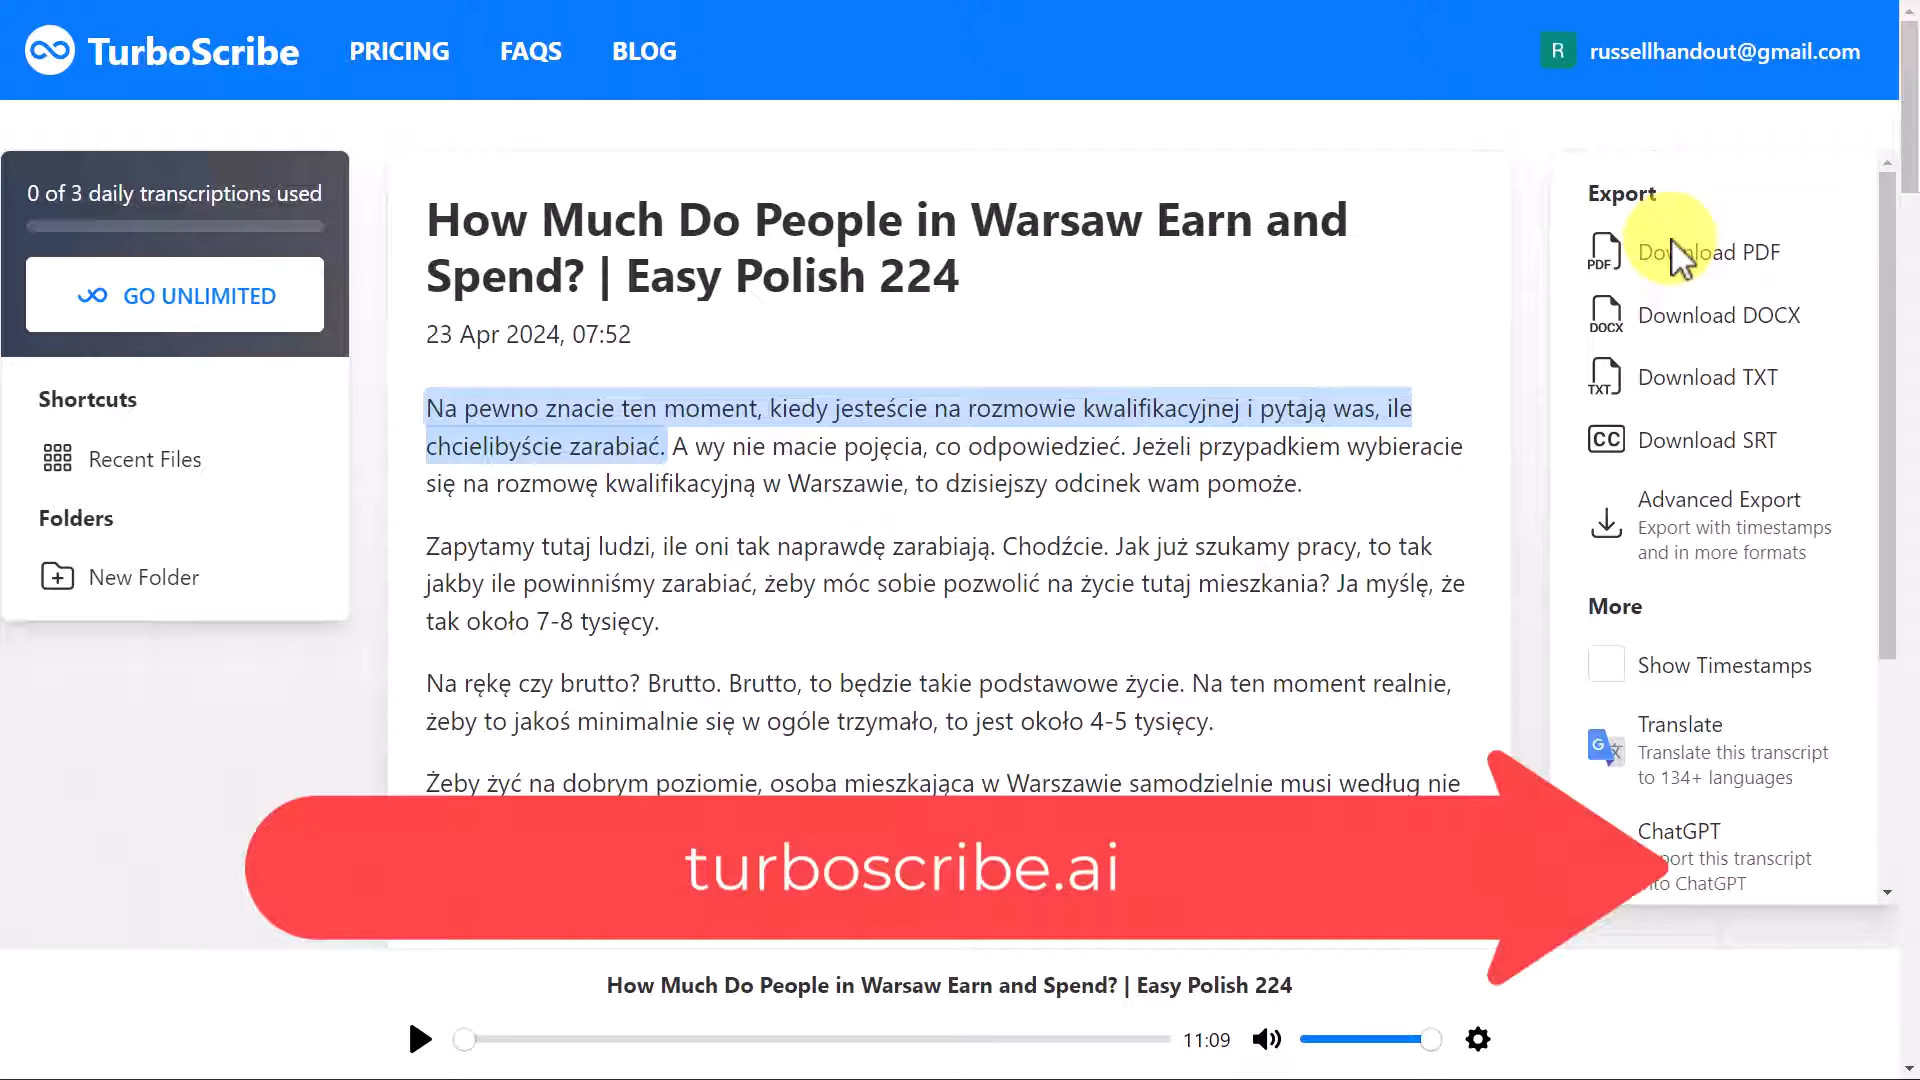 TurboScribe
PRICING
FAQS
BLOG
R
russellhandout@gmail.com
0 of 3 daily transcriptions used
GO UNLIMITED
Shortcuts
Recent Files
Folders
New Folder
How Much Do People in Warsaw Earn and
Spend? | Easy Polish 224
23 Apr 2024, 07:52
Na pewno znacie ten moment, kiedy jesteście na rozmowie kwalifikacyjnej i pytają was, ile
chcielibyście zarabiać. A wy nie macie pojęcia, co odpowiedzieć. Jeżeli przypadkiem wybieracie
się na rozmowę kwalifikacyjną w Warszawie, to dzisiejszy odcinek wam pomoże.
Zapytamy tutaj ludzi, ile oni tak naprawdę zarabiają. Chodźcie. Jak już szukamy pracy, to tak
jakby ile powinniśmy zarabiać, żeby móc sobie pozwolić na życie tutaj mieszkania? Ja myślę, że
tak około 7-8 tysięcy.
Na rękę czy brutto? Brutto. Brutto, to będzie takie podstawowe życie. Na ten moment realnie,
żeby to jakoś minimalnie się w ogóle trzymało, to jest około 4-5 tysięcy.
Żeby żyć na dobrym poziomie, osoba mieszkająca w Warszawie samodzielnie musi według nie
turboscribe.ai
Export
PDF
Download PDF
DOCX
Download DOCX
TXT
Download TXT
CC
Download SRT
Advanced Export
Export with timestamps
and in more formats
More
Show Timestamps
G
Translate
Translate this transcript
to 134+ languages
ChatGPT
this transcript
ChatGPT
How Much Do People in Warsaw Earn and Spend? | Easy Polish 224
11:09